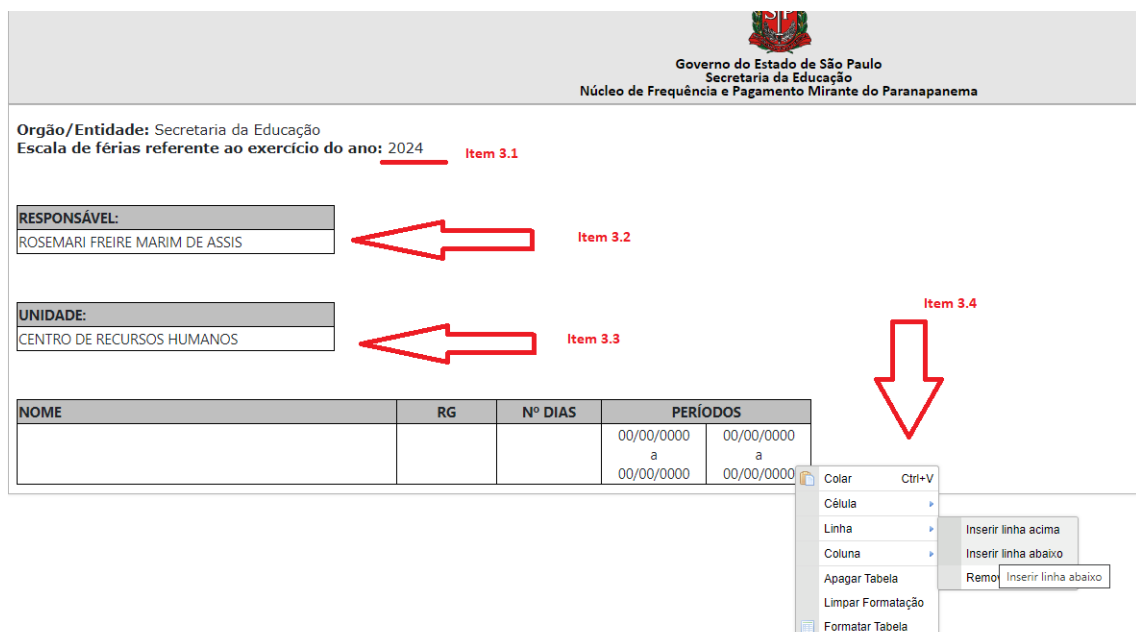 SP
Governo do Estado de São Paulo
Secretaria da Educação
Núcleo de Frequência e Pagamento Mirante do Paranapanema
Orgão/Entidade: Secretaria da Educação
Escala de férias referente ao exercício do ano: 2024
Item 3.1
RESPONSÁVEL:
ROSEMARI FREIRE MARIM DE ASSIS
Item 3.2
UNIDADE:
CENTRO DE RECURSOS HUMANOS
Item 3.3
Item 3.4
NOME RG Nº DIAS PERÍODOS
00/00/0000 00/00/0000
a a
00/00/0000 00/00/0000
Colar Ctrl+V
Célula
Linha
Coluna
Apagar Tabela
Limpar Formatação
Formatar Tabela
Inserir linha acima
Inserir linha abaixo
Inserir linha abaixo